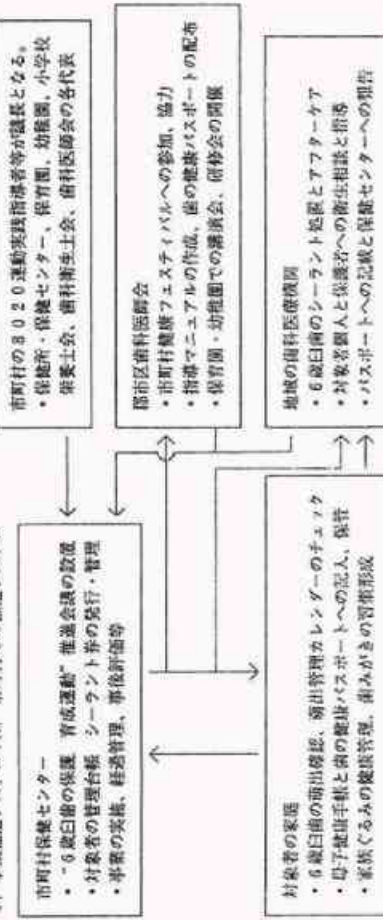 市町村の8020運動実践指導者等が議長となる。
・保健所・保健センター、保育園、幼稚園、小学校
栄養士会、歯科衛生士会、歯科医師会の各代表
市町村保健センター
・“6歳臼歯の保護 育成運動”推進会議の設置
・対象者の管理台帳 シーラント券の発行・管理
・事業の実施、経過管理、事後評価等
郡市区歯科医師会
・市町村健康フェスティバルへの参加、協力
・指導マニュアルの作成、歯の健康パスポートの配布
・保育園・幼稚園での講演会、研修会の開催
対象者の家庭
・6歳臼歯の萌出確認、萌出管理カレンダーのチェック
・母子健康手帳と歯の健康パスポートへの記入、保管
・家族ぐるみの健康管理、歯みがきの習慣形成
地域の歯科医療機関
・6歳臼歯のシーラント処置とアフターケア
・対象者個人と保護者への衛生相談と指導
・パスポートへの記載と保健センターへの報告